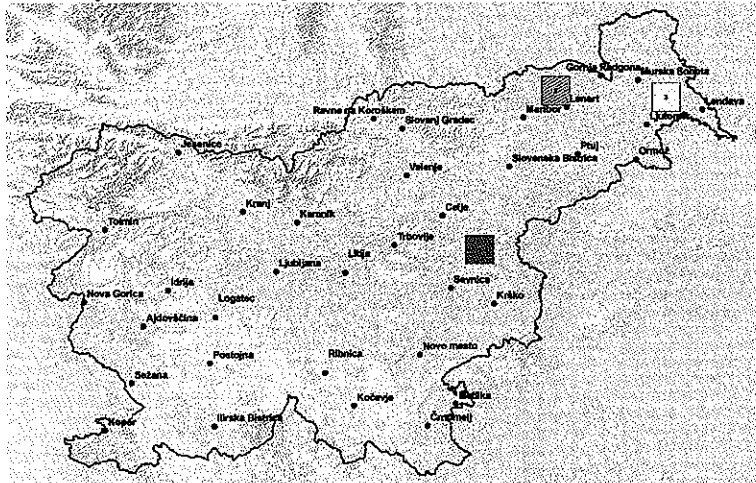 Gornja Radgona
Murska Sobota
Lenart
Maribor
Lendava
Ljutomer
Ravne na Koroškem
Slovenj Gradec
Jesenice
Ptuj
Ormož
Slovenska Bistrica
Velenje
Kranj
Kamnik
Celje
Tolmin
Trbovlje
Ljubljana
Litija
Idrija
Sevnica
Nova Gorica
Krško
Logatec
Ajdovščina
Postojna
Ribnica
Novo mesto
Sežana
Kočevje
Koper
Ilirska Bistrica
Črnomelj